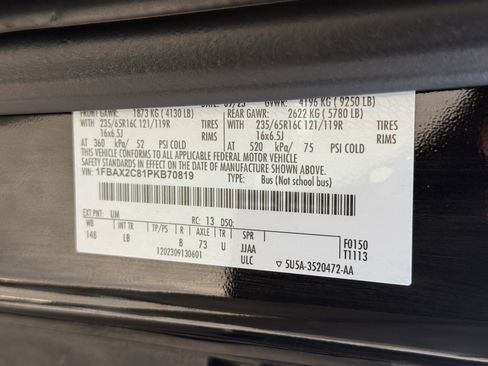 DATE: 09/23 GVWR: 4196 KG ( 9250 LB)
FRONT GAWR: 1873 KG ( 4130 LB) REAR GAWR: 2622 KG ( 5780 LB)
WITH 235/65R16C 121/119R TIRES WITH 235/65R16C 121/119R TIRES
16x6.5J RIMS 16x6.5J RIMS
AT 360 kPa/ 52 PSI COLD AT 520 kPa/ 75 PSI COLD
THIS VEHICLE CONFORMS TO ALL APPLICABLE FEDERAL MOTOR VEHICLE
SAFETY STANDARDS IN EFFECT ON THE DATE OF MANUFACTURE SHOWN ABOVE.
VIN: 1FBAX2C81PKB70819 TYPE: Bus (Not school bus)
EXT PNT: UM RC: 13 DSO:
WB INT TR TP/PS R AXLE TR SPR
148 LB B 73 U JJAA
1202309130601 ULC
F0150
T1113
▽ 5U5A-3520472-AA